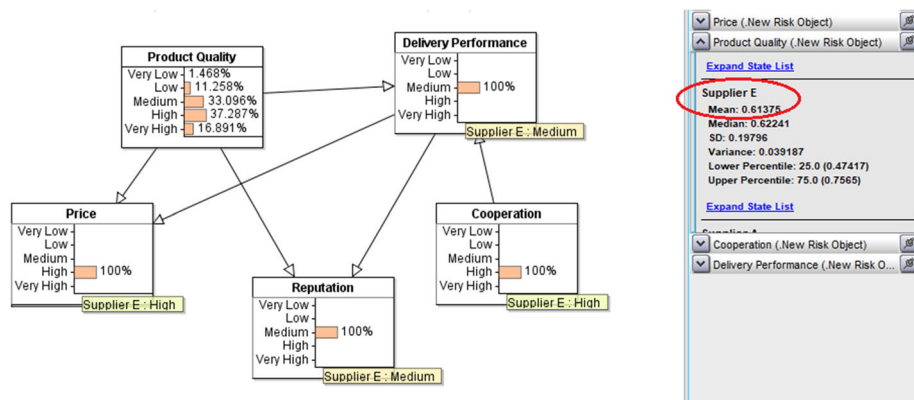 Product Quality
Very Low 1.468%
Low 11.258%
Medium 33.096%
High 37.287%
Very High 16.891%
Delivery Performance
Very Low
Low
Medium 100%
High
Very High
Supplier E : Medium
Price
Very Low
Low
Medium
High 100%
Very High
Supplier E : High
Reputation
Very Low
Low
Medium 100%
High
Very High
Supplier E : Medium
Cooperation
Very Low
Low
Medium
High 100%
Very High
Supplier E : High
Price (.New Risk Object)
Product Quality (.New Risk Object)
Expand State List
Supplier E
Mean: 0.61375
Median: 0.62241
SD: 0.19796
Variance: 0.039187
Lower Percentile: 25.0 (0.47417)
Upper Percentile: 75.0 (0.7565)
Expand State List
Cooperation (.New Risk Object)
Delivery Performance (.New Risk O...